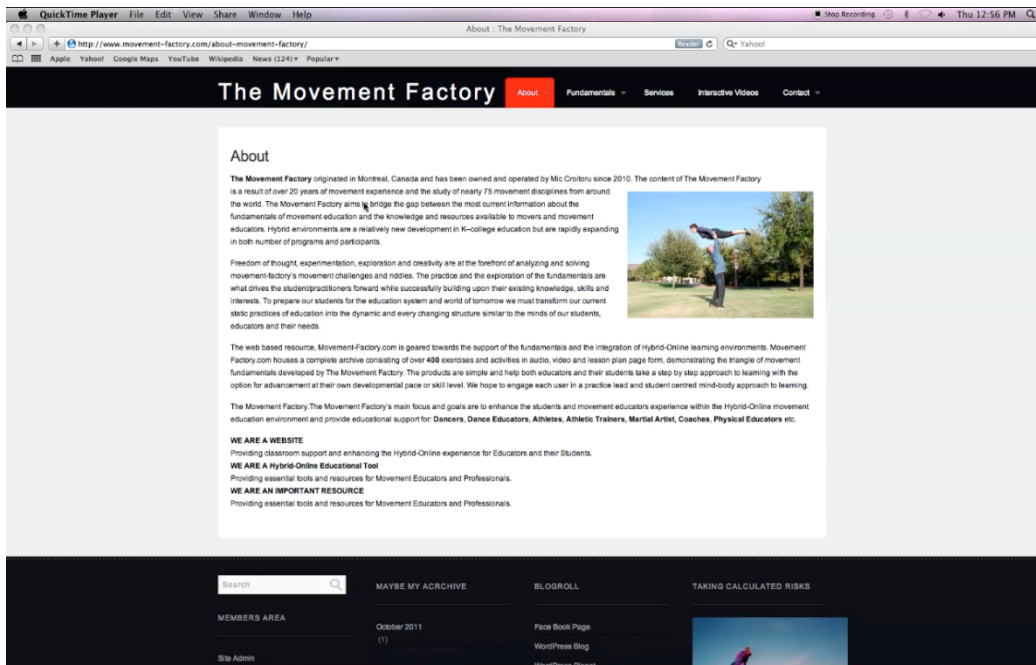 QuickTime Player File Edit View Share Window Help Stop Recording Thu 12:56 PM
About : The Movement Factory
http://www.movement-factory.com/about-movement-factory/ Reader Yahoo!
Apple Yahoo! Google Maps YouTube Wikipedia News (124) Popular
The Movement Factory About Fundamentals Services Interactive Videos Contact
About
The Movement Factory originated in Montreal, Canada and has been owned and operated by Mic Croitoru since 2010. The content of The Movement Factory
is a result of over 20 years of movement experience and the study of nearly 75 movement disciplines from around
the world. The Movement Factory aims to bridge the gap between the most current information about the
fundamentals of movement education and the knowledge and resources available to movers and movement
educators. Hybrid environments are a relatively new development in K–college education but are rapidly expanding
in both number of programs and participants.
Freedom of thought, experimentation, exploration and creativity are at the forefront of analyzing and solving
movement-factory's movement challenges and riddles. The practice and the exploration of the fundamentals are
what drives the student/practitioners forward while successfully building upon their existing knowledge, skills and
interests. To prepare our students for the education system and world of tomorrow we must transform our current
static practices of education into the dynamic and every changing structure similar to the minds of our students,
educators and their needs.
The web based resource, Movement-Factory.com is geared towards the support of the fundamentals and the integration of Hybrid-Online learning environments. Movement
Factory.com houses a complete archive consisting of over 400 exercises and activities in audio, video and lesson plan page form, demonstrating the triangle of movement
fundamentals developed by The Movement Factory. The products are simple and help both educators and their students take a step by step approach to learning with the
option for advancement at their own developmental pace or skill level. We hope to engage each user in a practice lead and student centred mind-body approach to learning.
The Movement Factory.The Movement Factory's main focus and goals are to enhance the students and movement educators experience within the Hybrid-Online movement
education environment and provide educational support for: Dancers, Dance Educators, Athletes, Athletic Trainers, Martial Artist, Coaches, Physical Educators etc.
WE ARE A WEBSITE
Providing classroom support and enhancing the Hybrid-Online experience for Educators and their Students.
WE ARE A Hybrid-Online Educational Tool
Providing essential tools and resources for Movement Educators and Professionals.
WE ARE AN IMPORTANT RESOURCE
Providing essential tools and resources for Movement Educators and Professionals.
Search MAYBE MY ACRCHIVE BLOGROLL TAKING CALCULATED RISKS
MEMBERS AREA
October 2011 Face Book Page
(1)
WordPress Blog
Site Admin
WordPress Planet